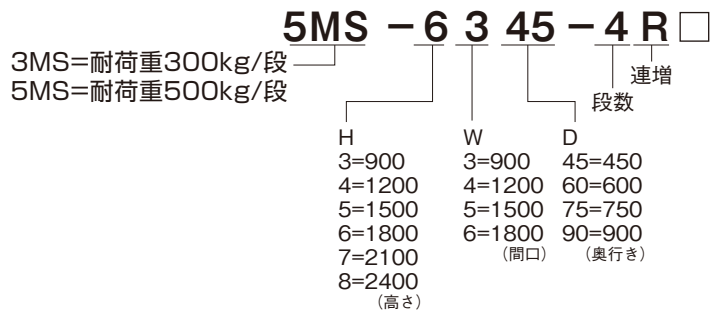 5MS－6 3 45－4 R □
3MS=耐荷重300kg/段
5MS=耐荷重500kg/段
連増
段数
H
3=900
4=1200
5=1500
6=1800
7=2100
8=2400
（高さ）
W
3=900
4=1200
5=1500
6=1800
（間口）
D
45=450
60=600
75=750
90=900
（奥行き）